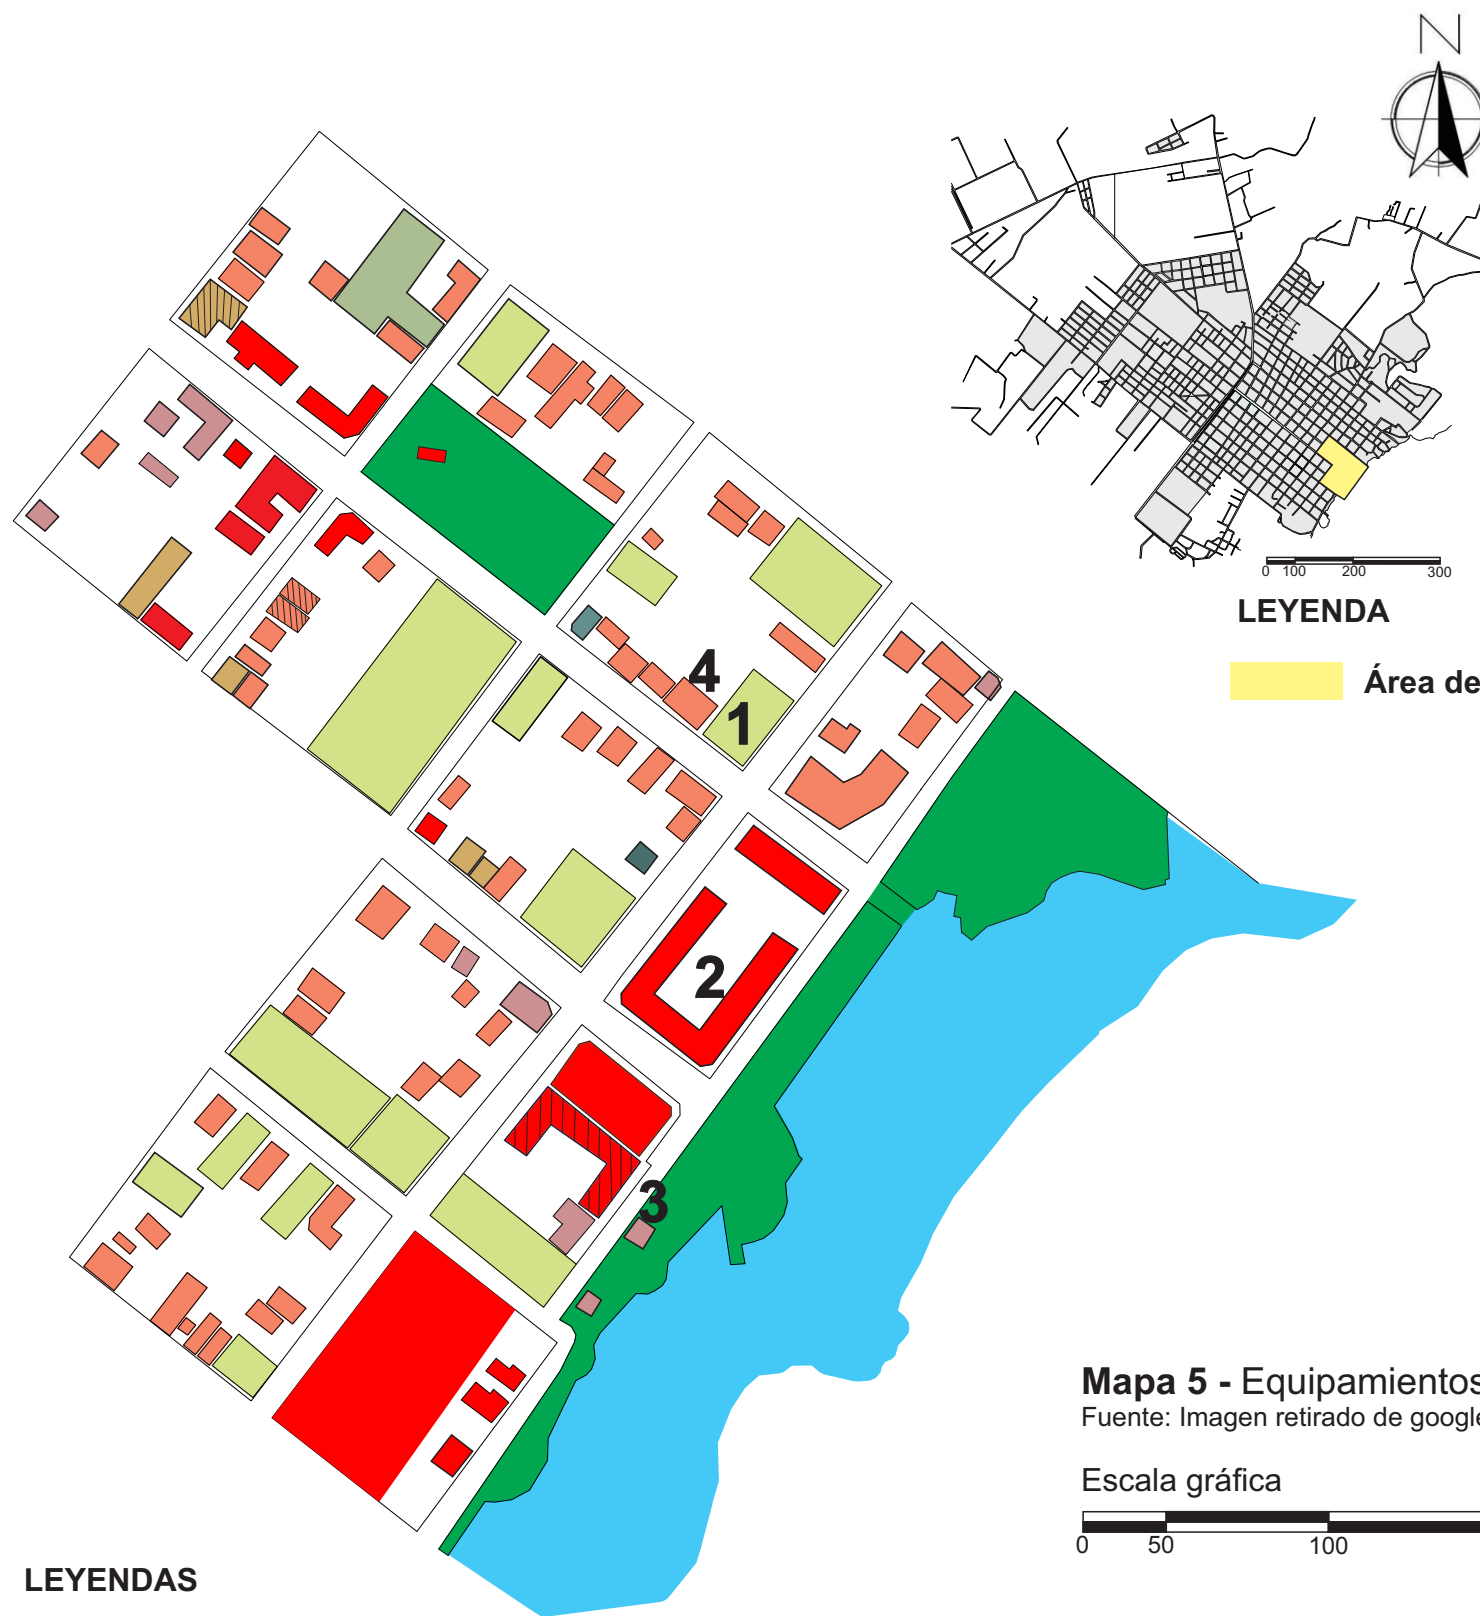 N
0 100 200 300
LEYENDA
Área de
4
1
2
3
Mapa 5 - Equipamientos
Fuente: Imagen retirado de google
Escala gráfica
0 50 100
LEYENDAS